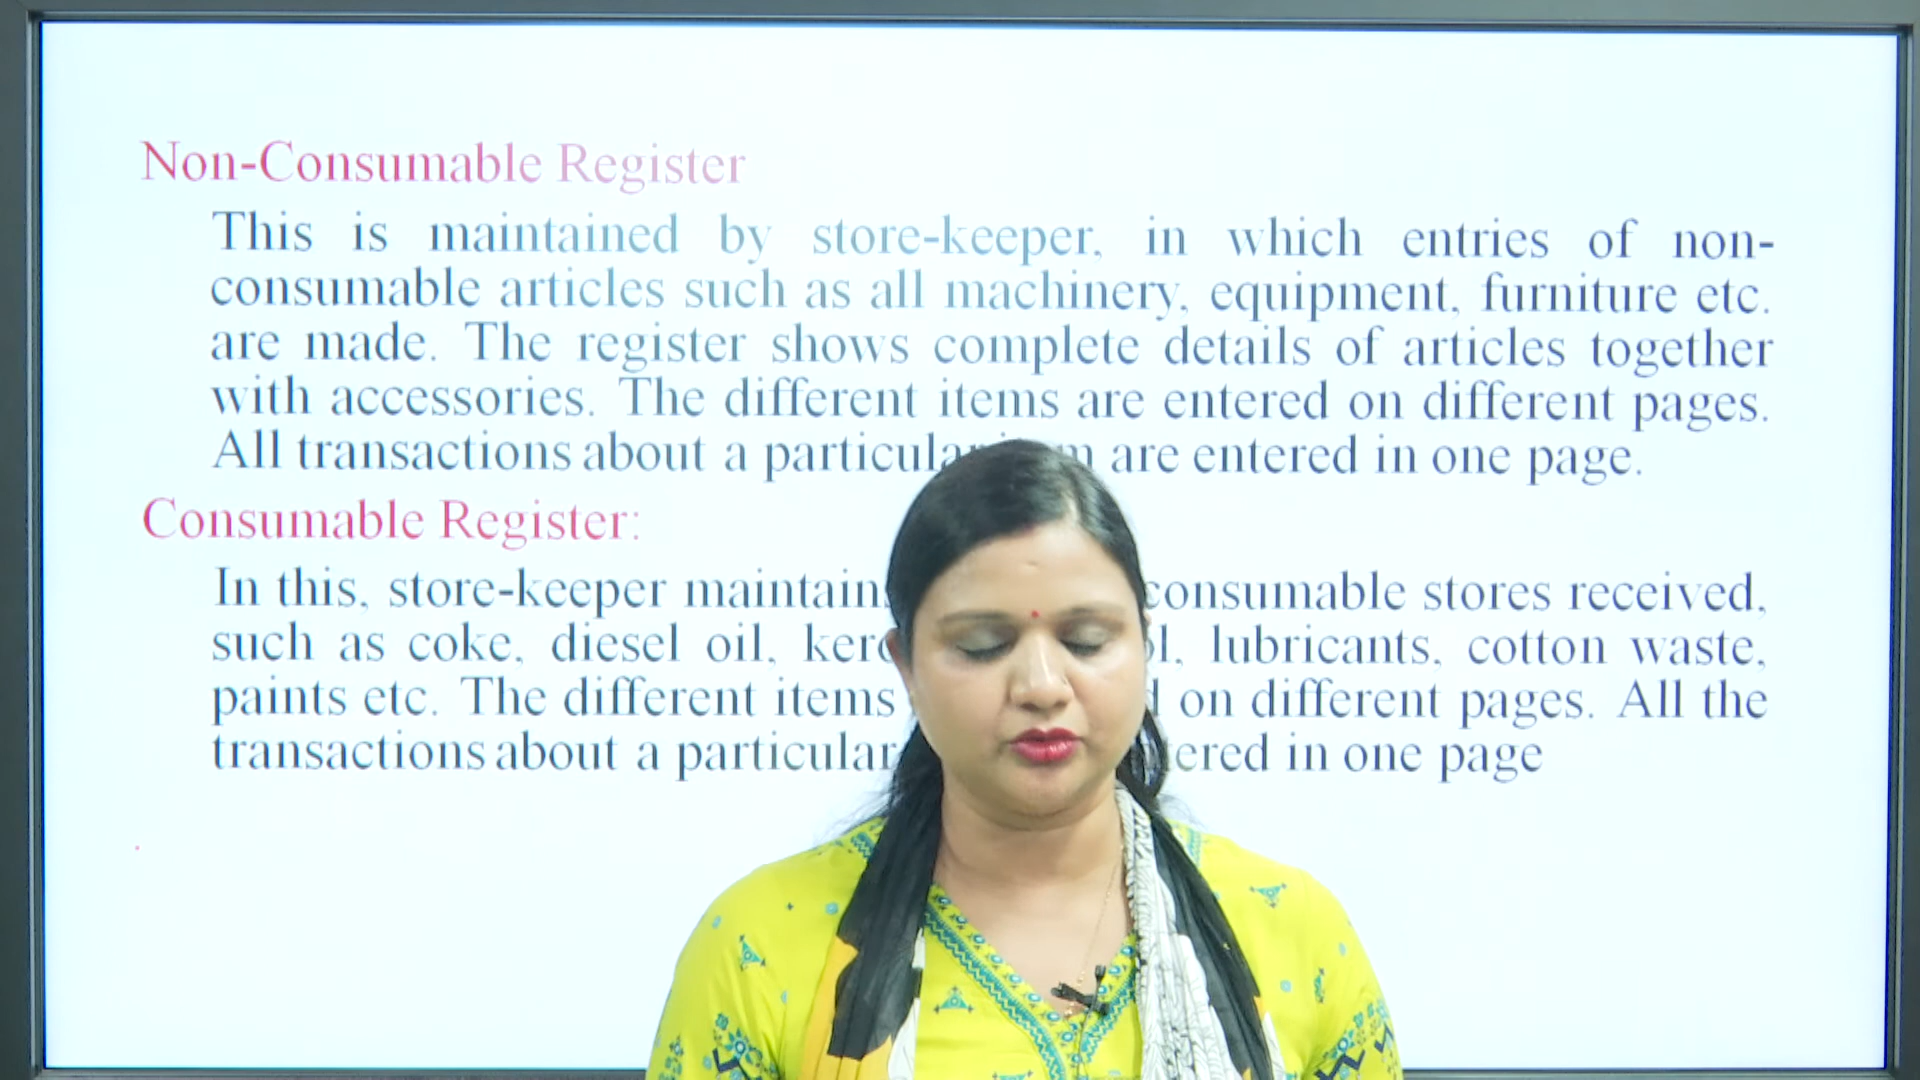 Non-Consumable Register
This is maintained by store-keeper, in which entries of non-
consumable articles such as all machinery, equipment, furniture etc.
are made. The register shows complete details of articles together
with accessories. The different items are entered on different pages.
All transactions about a particular are entered in one page.
Consumable Register:
In this, store-keeper consumable stores received,
such as coke, diesel oil, lubricants, cotton waste,
paints etc. The different items on different pages. All the
transactions about a particular in one page